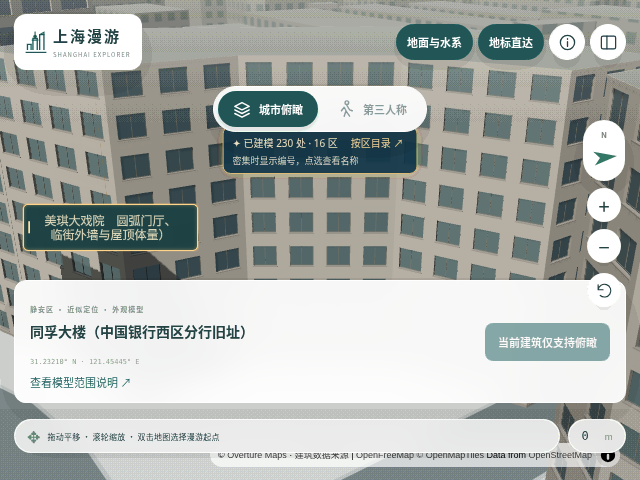 上海漫游
SHANGHAI EXPLORER
地面与水系
地标直达
城市俯瞰
第三人称
✦ 已建模 230 处 · 16 区 按区目录 ↗
密集时显示编号，点选查看名称
N
美琪大戏院 圆弧门厅、
临街外墙与屋顶体量）
+
−
静安区 · 近似定位 · 外观模型
同孚大楼（中国银行西区分行旧址）
31.23210° N · 121.45445° E
查看模型范围说明 ↗
当前建筑仅支持俯瞰
拖动平移 · 滚轮缩放 · 双击地图选择漫游起点
0 m
© Overture Maps · 建筑数据来源 | OpenFreeMap © OpenMapTiles Data from OpenStreetMap